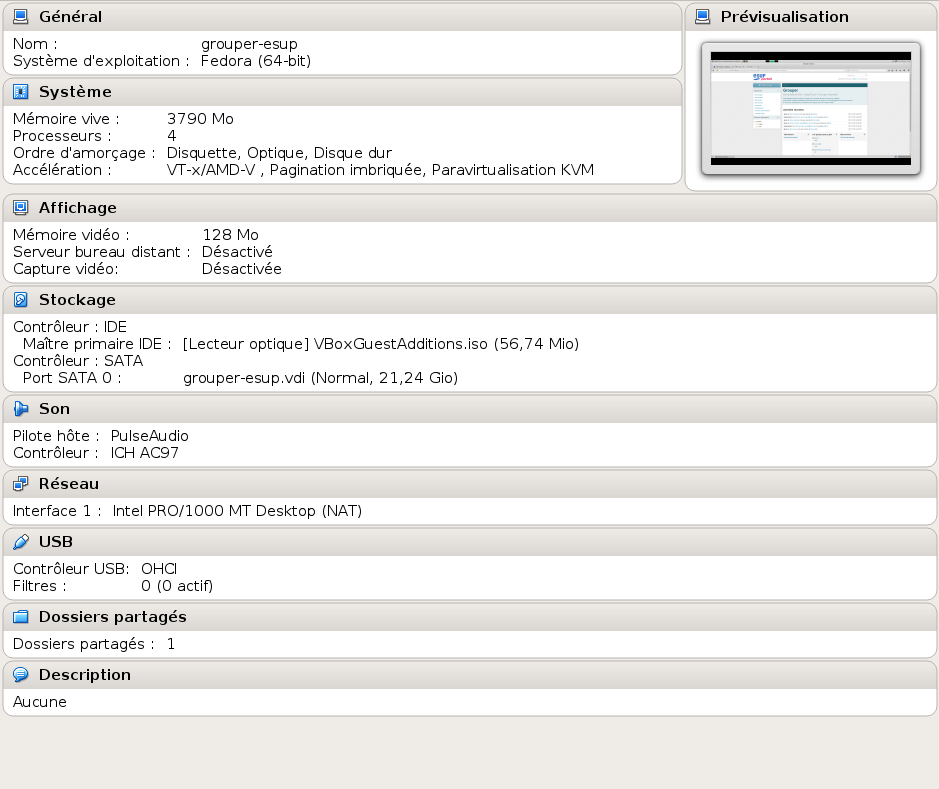 Général
Nom : grouper-esup
Système d'exploitation : Fedora (64-bit)
Prévisualisation
esup
Grouper
Système
Mémoire vive : 3790 Mo
Processeurs : 4
Ordre d'amorçage : Disquette, Optique, Disque dur
Accélération : VT-x/AMD-V , Pagination imbriquée, Paravirtualisation KVM
Affichage
Mémoire vidéo : 128 Mo
Serveur bureau distant : Désactivé
Capture vidéo: Désactivée
Stockage
Contrôleur : IDE
Maître primaire IDE : [Lecteur optique] VBoxGuestAdditions.iso (56,74 Mio)
Contrôleur : SATA
Port SATA 0 : grouper-esup.vdi (Normal, 21,24 Gio)
Son
Pilote hôte : PulseAudio
Contrôleur : ICH AC97
Réseau
Interface 1 : Intel PRO/1000 MT Desktop (NAT)
USB
Contrôleur USB: OHCI
Filtres : 0 (0 actif)
Dossiers partagés
Dossiers partagés : 1
Description
Aucune